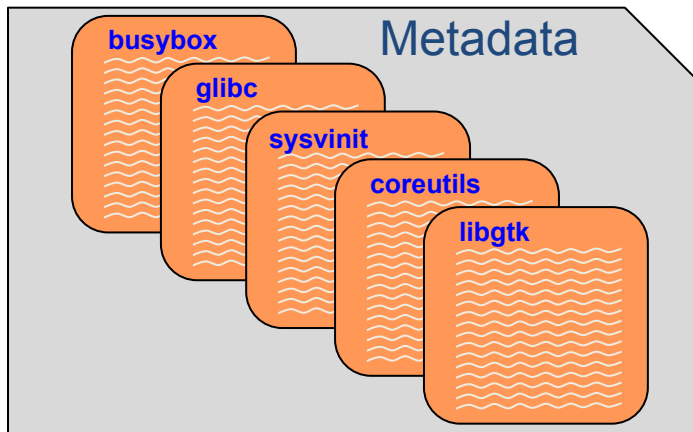 Metadata
busybox
glibc
sysvinit
coreutils
libgtk